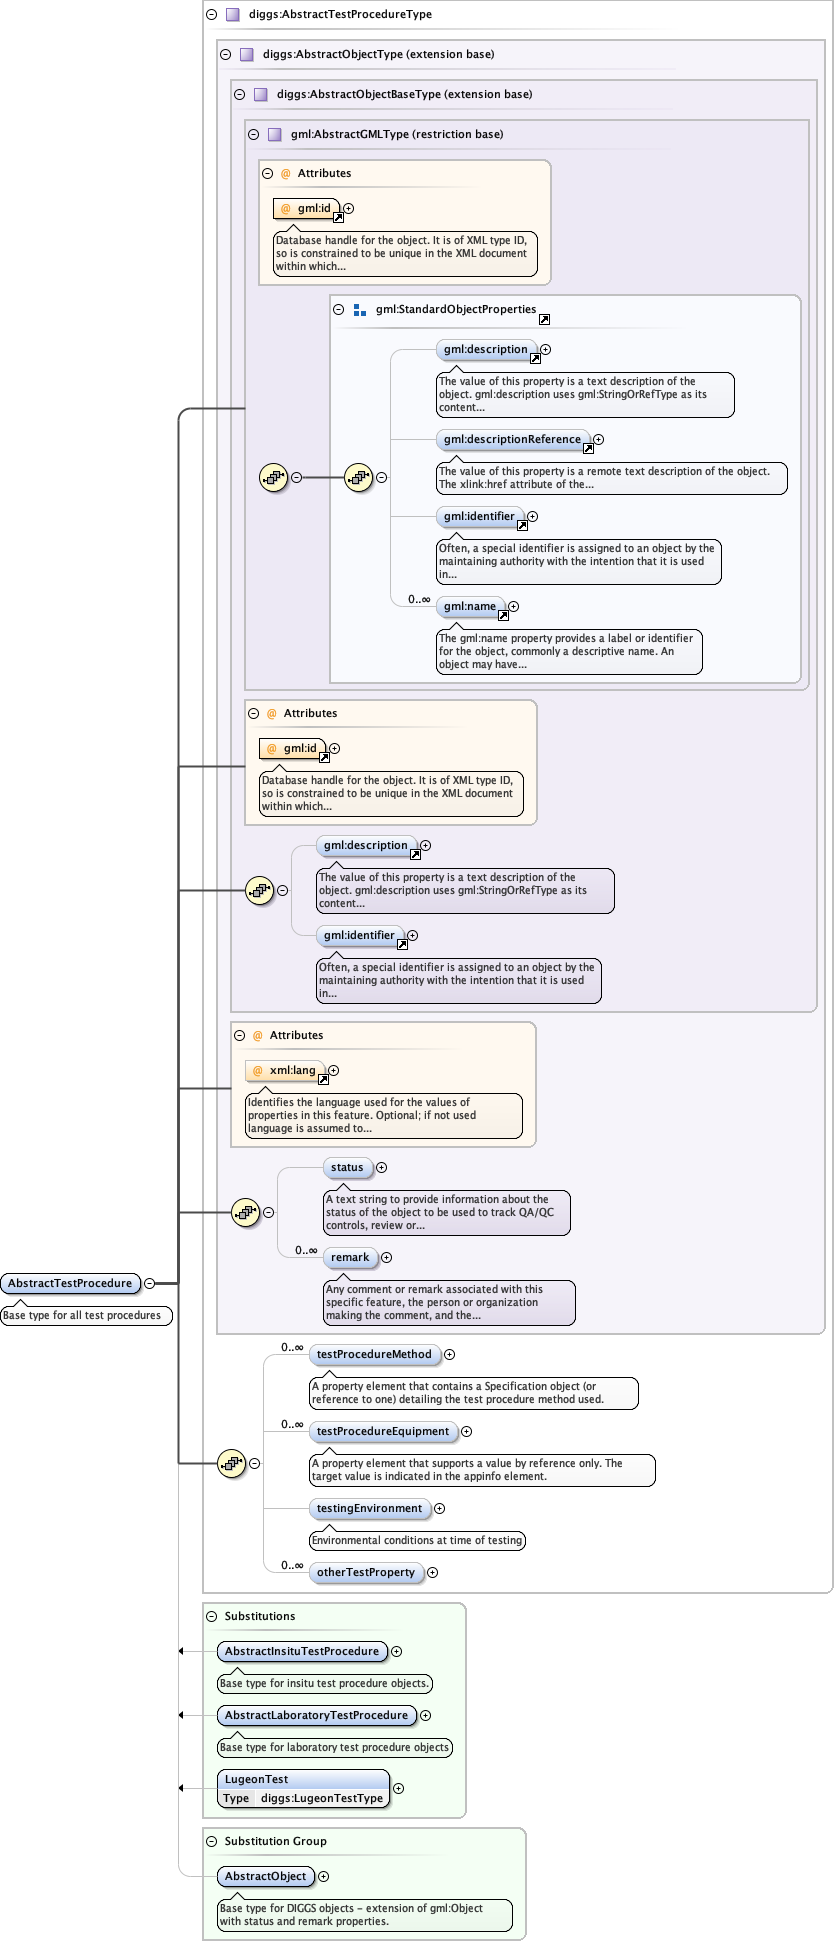 diggs:AbstractTestProcedureType
diggs:AbstractObjectType (extension base)
diggs:AbstractObjectBaseType (extension base)
gml:AbstractGMLType (restriction base)
@ Attributes
@ gml:id
Database handle for the object. It is of XML type ID,
so is constrained to be unique in the XML document
within which...
gml:StandardObjectProperties
gml:description
The value of this property is a text description of the
object. gml:description uses gml:StringOrRefType as its
content...
gml:descriptionReference
The value of this property is a remote text description of the object.
The xlink:href attribute of the...
gml:identifier
Often, a special identifier is assigned to an object by the
maintaining authority with the intention that it is used
in...
0..∞
gml:name
The gml:name property provides a label or identifier
for the object, commonly a descriptive name. An
object may have...
@ Attributes
@ gml:id
Database handle for the object. It is of XML type ID,
so is constrained to be unique in the XML document
within which...
gml:description
The value of this property is a text description of the
object. gml:description uses gml:StringOrRefType as its
content...
gml:identifier
Often, a special identifier is assigned to an object by the
maintaining authority with the intention that it is used
in...
@ Attributes
@ xml:lang
Identifies the language used for the values of
properties in this feature. Optional; if not used
language is assumed to...
status
A text string to provide information about the
status of the object to be used to track QA/QC
controls, review or...
0..∞
remark
Any comment or remark associated with this
specific feature, the person or organization
making the comment, and the...
AbstractTestProcedure
Base type for all test procedures
0..∞
testProcedureMethod
A property element that contains a Specification object (or
reference to one) detailing the test procedure method used.
0..∞
testProcedureEquipment
A property element that supports a value by reference only. The
target value is indicated in the appinfo element.
testingEnvironment
Environmental conditions at time of testing
0..∞
otherTestProperty
Substitutions
AbstractInsituTestProcedure
Base type for insitu test procedure objects.
AbstractLaboratoryTestProcedure
Base type for laboratory test procedure objects
LugeonTest
Type diggs:LugeonTestType
Substitution Group
AbstractObject
Base type for DIGGS objects - extension of gml:Object
with status and remark properties.